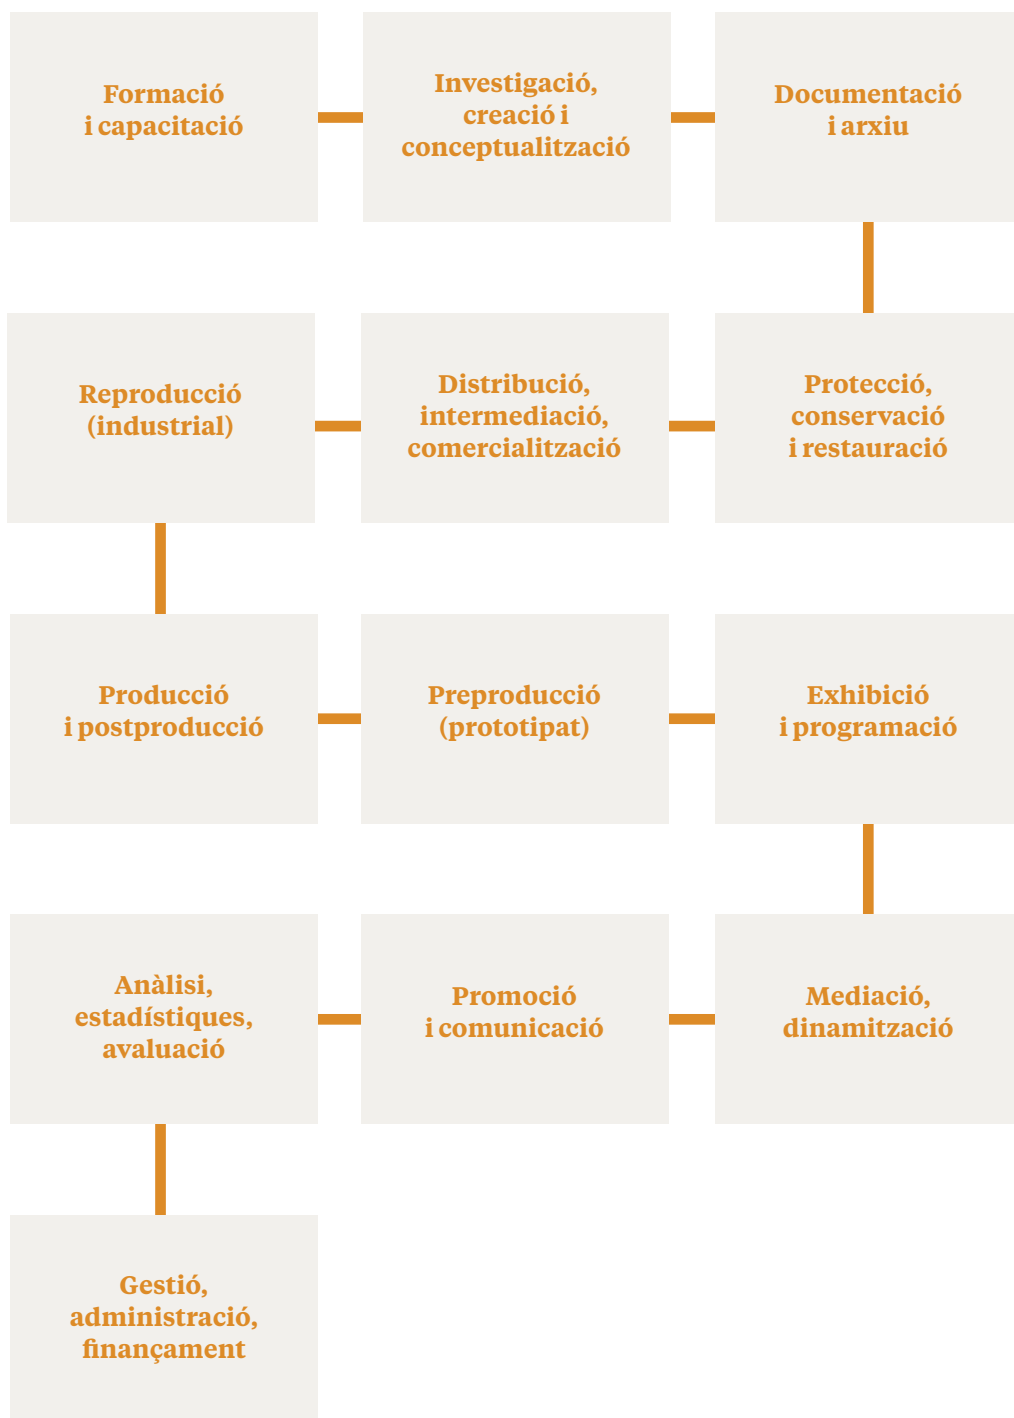 Formació
i capacitació
Investigació,
creació i
conceptualització
Documentació
i arxiu
Reproducció
(industrial)
Distribució,
intermediació,
comercialització
Protecció,
conservació
i restauració
Producció
i postproducció
Preproducció
(prototipat)
Exhibició
i programació
Anàlisi,
estadístiques,
avaluació
Promoció
i comunicació
Mediació,
dinamització
Gestió,
administració,
finançament